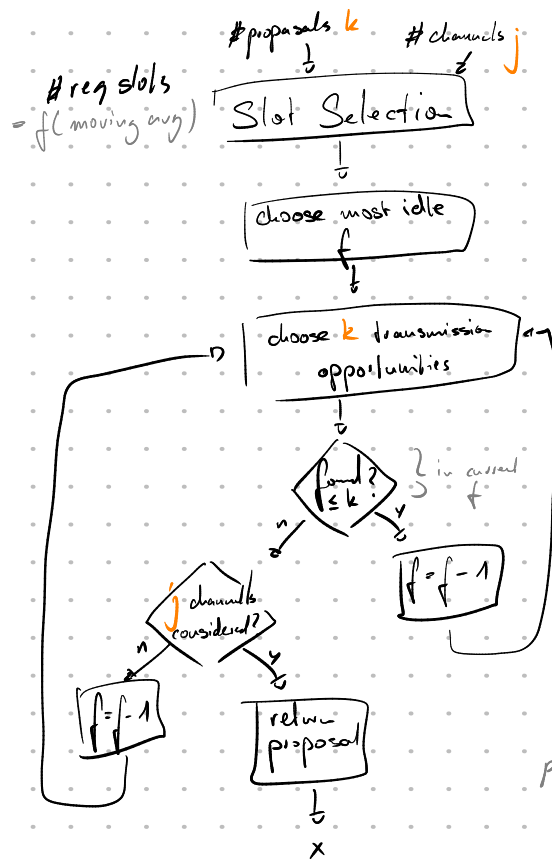 #proposals k
#channels j
#req slots
= f(moving avg)
Slot Selection
choose most idle
f
choose k transmission
opportunities
found?
≤ k?
} in current
f
n
y
f = f - 1
j channels
considered?
n
y
f = f - 1
return
proposal
x
p